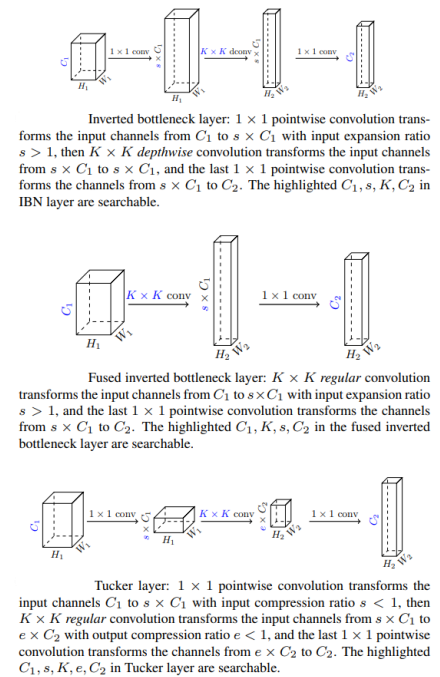 C₁ H₁ W₁ 1 × 1 conv s × C₁ H₁ W₁ K × K dconv s × C₁ H₂ W₂ 1 × 1 conv C₂ H₂ W₂
Inverted bottleneck layer: 1 × 1 pointwise convolution trans-
forms the input channels from C₁ to s × C₁ with input expansion ratio
s > 1, then K × K depthwise convolution transforms the input channels
from s × C₁ to s × C₁, and the last 1 × 1 pointwise convolution trans-
forms the channels from s × C₁ to C₂. The highlighted C₁, s, K, C₂ in
IBN layer are searchable.
C₁ H₁ W₁ K × K conv s × C₁ H₂ W₂ 1 × 1 conv C₂ H₂ W₂
Fused inverted bottleneck layer: K × K regular convolution
transforms the input channels from C₁ to s × C₁ with input expansion ratio
s > 1, and the last 1 × 1 pointwise convolution transforms the channels
from s × C₁ to C₂. The highlighted C₁, K, s, C₂ in the fused inverted
bottleneck layer are searchable.
C₁ H₁ W₁ 1 × 1 conv s × C₁ H₁ W₁ K × K conv e × C₂ H₂ W₂ 1 × 1 conv C₂ H₂ W₂
Tucker layer: 1 × 1 pointwise convolution transforms the
input channels C₁ to s × C₁ with input compression ratio s < 1, then
K × K regular convolution transforms the input channels from s × C₁ to
e × C₂ with output compression ratio e < 1, and the last 1 × 1 pointwise
convolution transforms the channels from e × C₂ to C₂. The highlighted
C₁, s, K, e, C₂ in Tucker layer are searchable.